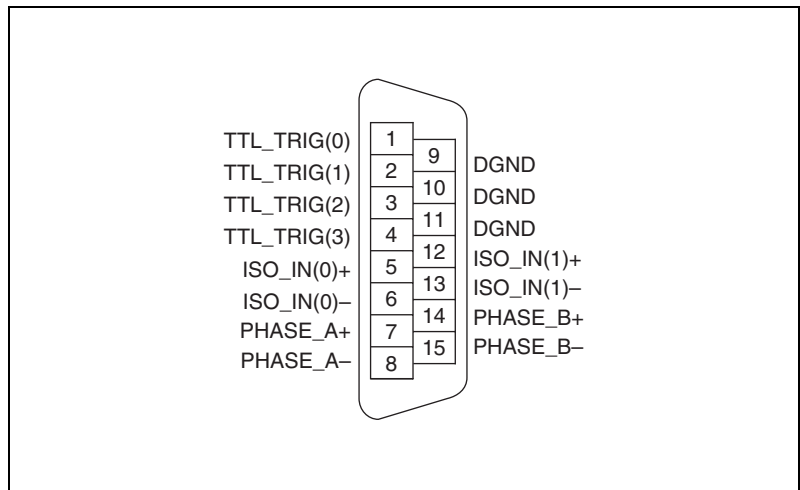 TTL_TRIG(0) 1
9 DGND
TTL_TRIG(1) 2
10 DGND
TTL_TRIG(2) 3
11 DGND
TTL_TRIG(3) 4
12 ISO_IN(1)+
ISO_IN(0)+ 5
13 ISO_IN(1)–
ISO_IN(0)– 6
14 PHASE_B+
PHASE_A+ 7
15 PHASE_B–
PHASE_A– 8